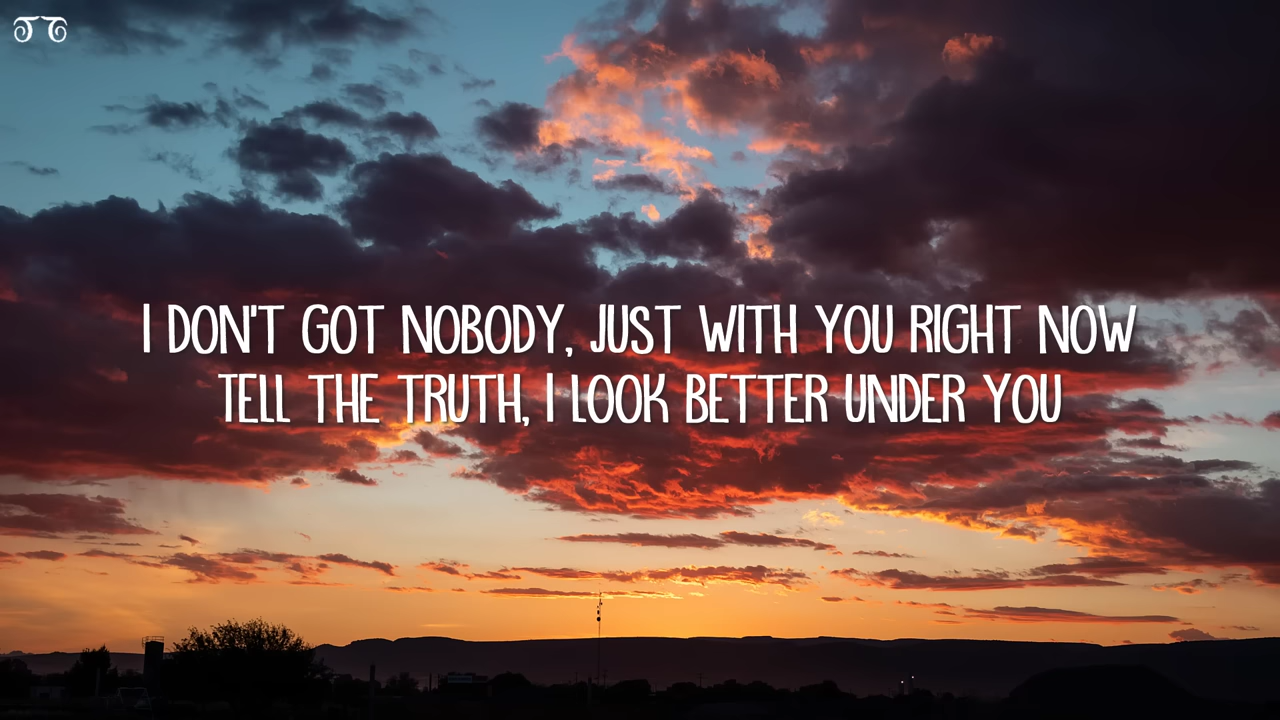 I DON'T GOT NOBODY, JUST WITH YOU RIGHT NOW
TELL THE TRUTH, I LOOK BETTER UNDER YOU